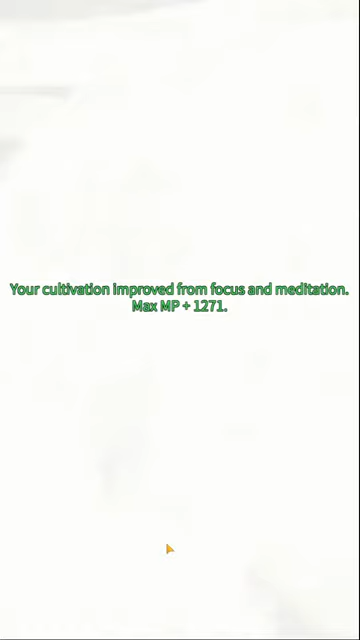 Your cultivation improved from focus and meditation.
Max MP + 1271.